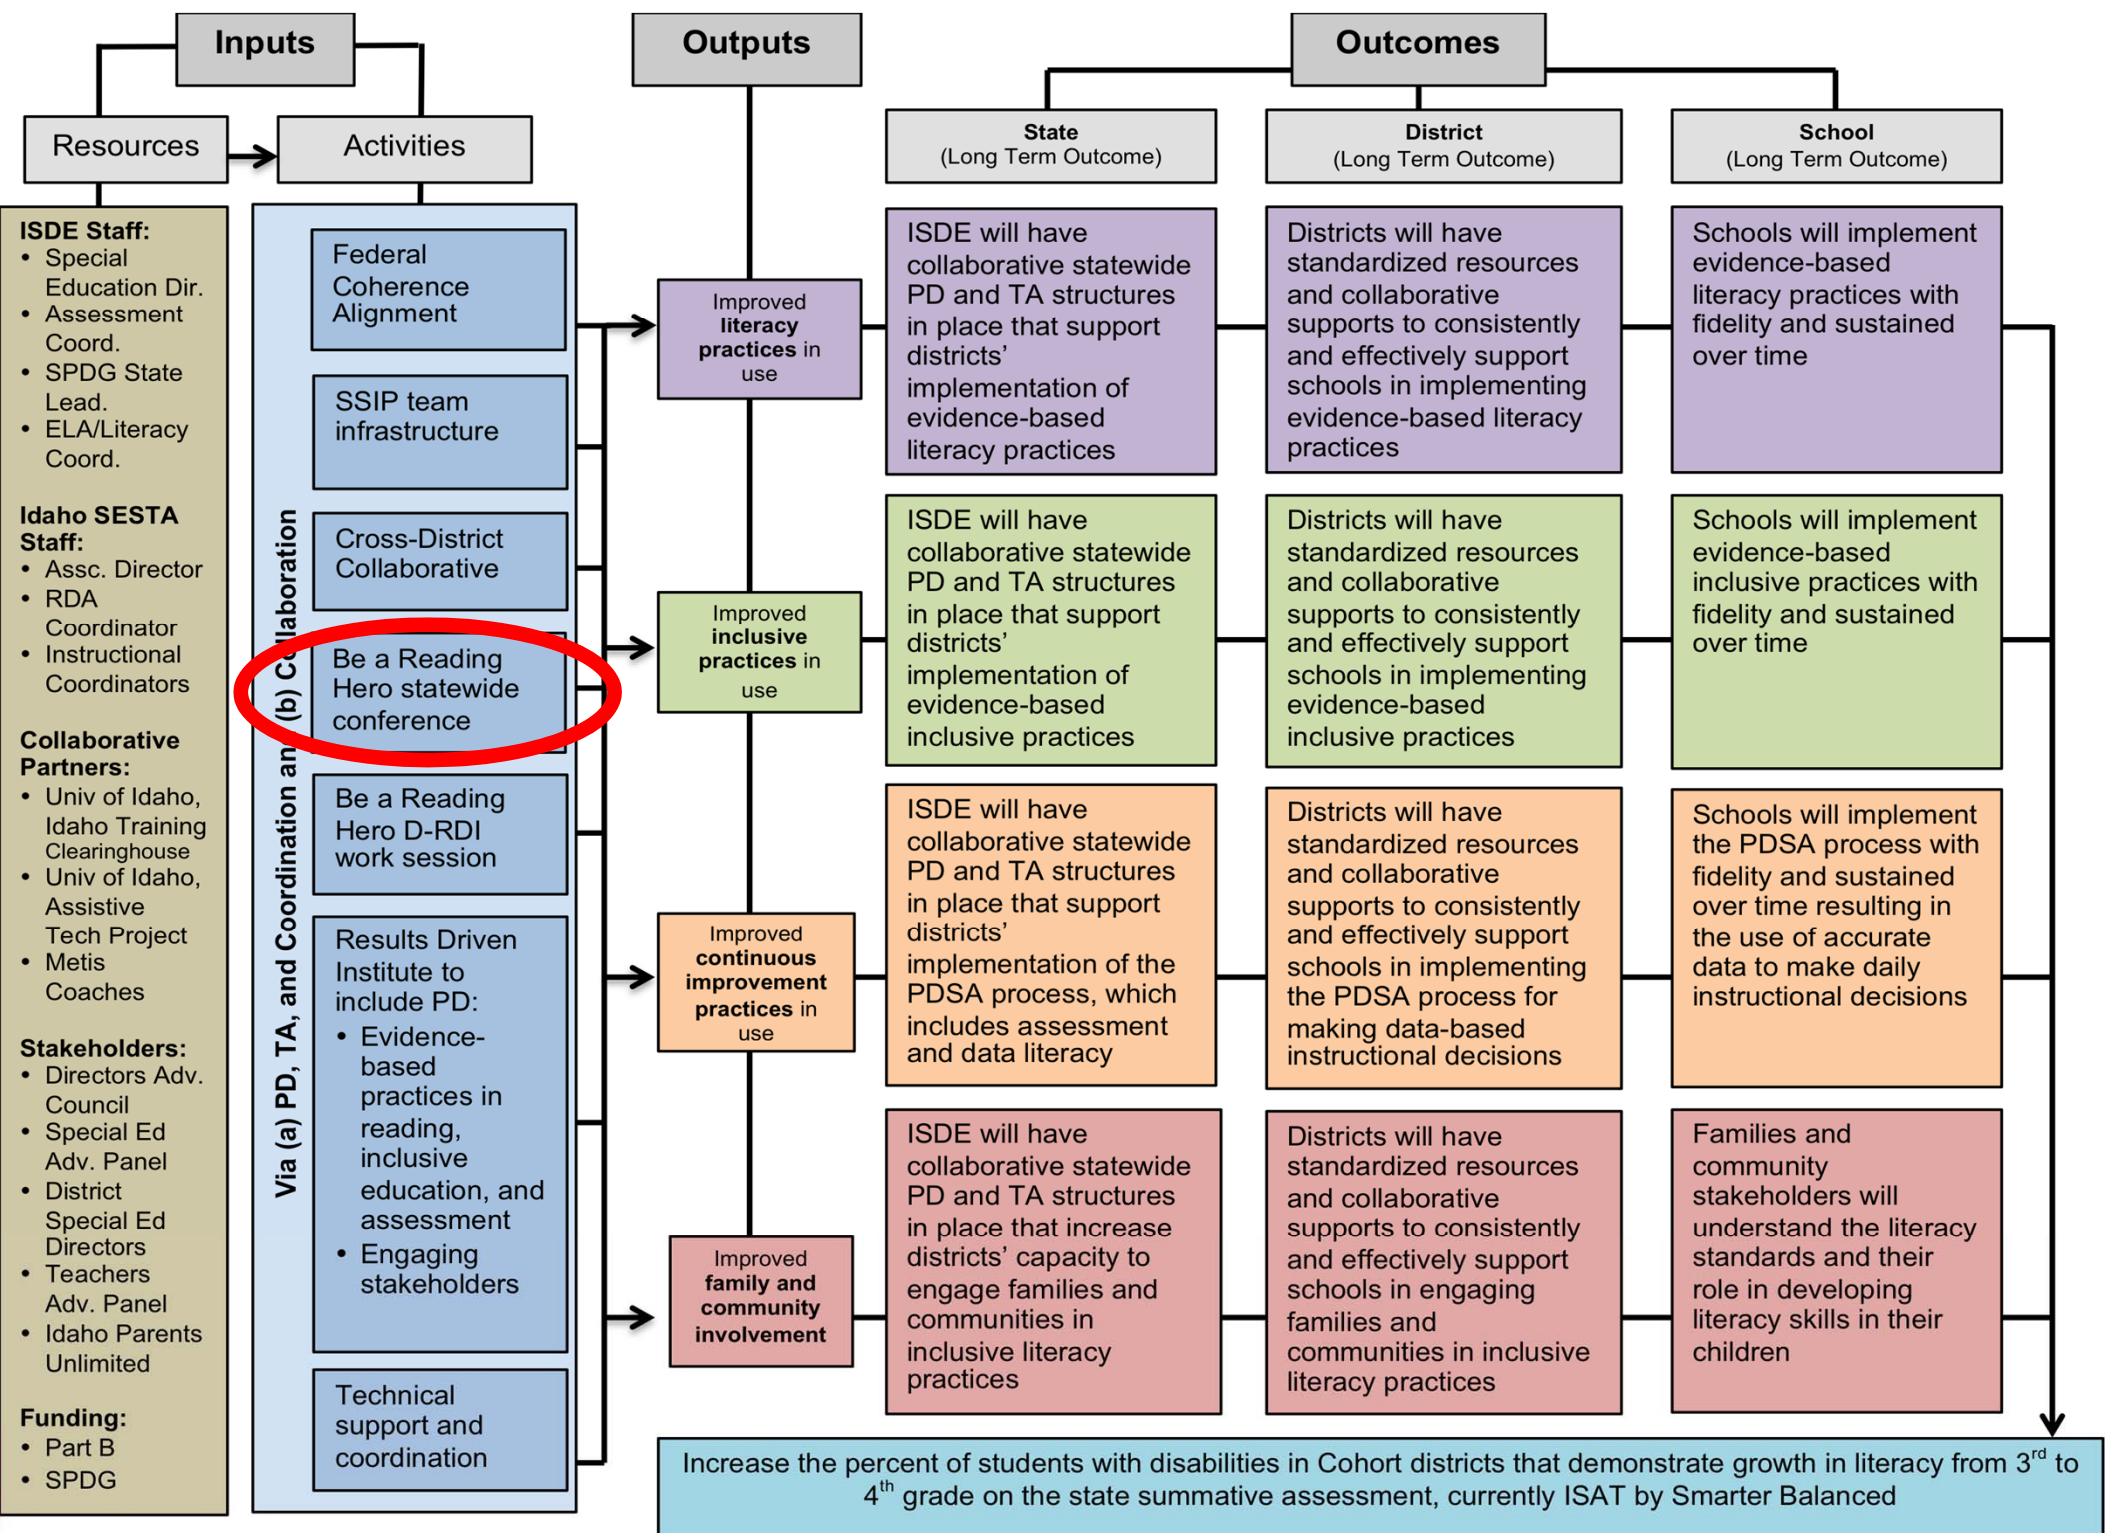 Inputs
Outputs
Outcomes
Resources
Activities
State
(Long Term Outcome)
District
(Long Term Outcome)
School
(Long Term Outcome)
ISDE Staff:
• Special
Education Dir.
• Assessment
Coord.
• SPDG State
Lead.
• ELA/Literacy
Coord.
Idaho SESTA
Staff:
• Assc. Director
• RDA
Coordinator
• Instructional
Coordinators
Collaborative
Partners:
• Univ of Idaho,
Idaho Training
Clearinghouse
• Univ of Idaho,
Assistive
Tech Project
• Metis
Coaches
Stakeholders:
• Directors Adv.
Council
• Special Ed
Adv. Panel
• District
Special Ed
Directors
• Teachers
Adv. Panel
• Idaho Parents
Unlimited
Funding:
• Part B
• SPDG
Via (a) PD, TA, and Coordination and (b) Collaboration
Federal
Coherence
Alignment
SSIP team
infrastructure
Cross-District
Collaborative
Be a Reading
Hero statewide
conference
Be a Reading
Hero D-RDI
work session
Results Driven
Institute to
include PD:
• Evidence-
based
practices in
reading,
inclusive
education, and
assessment
• Engaging
stakeholders
Technical
support and
coordination
Improved
literacy
practices in
use
ISDE will have
collaborative statewide
PD and TA structures
in place that support
districts’
implementation of
evidence-based
literacy practices
Districts will have
standardized resources
and collaborative
supports to consistently
and effectively support
schools in implementing
evidence-based literacy
practices
Schools will implement
evidence-based
literacy practices with
fidelity and sustained
over time
Improved
inclusive
practices in
use
ISDE will have
collaborative statewide
PD and TA structures
in place that support
districts’
implementation of
evidence-based
inclusive practices
Districts will have
standardized resources
and collaborative
supports to consistently
and effectively support
schools in implementing
evidence-based
inclusive practices
Schools will implement
evidence-based
inclusive practices with
fidelity and sustained
over time
Improved
continuous
improvement
practices in
use
ISDE will have
collaborative statewide
PD and TA structures
in place that support
districts’
implementation of the
PDSA process, which
includes assessment
and data literacy
Districts will have
standardized resources
and collaborative
supports to consistently
and effectively support
schools in implementing
the PDSA process for
making data-based
instructional decisions
Schools will implement
the PDSA process with
fidelity and sustained
over time resulting in
the use of accurate
data to make daily
instructional decisions
Improved
family and
community
involvement
ISDE will have
collaborative statewide
PD and TA structures
in place that increase
districts’ capacity to
engage families and
communities in
inclusive literacy
practices
Districts will have
standardized resources
and collaborative
supports to consistently
and effectively support
schools in engaging
families and
communities in inclusive
literacy practices
Families and
community
stakeholders will
understand the literacy
standards and their
role in developing
literacy skills in their
children
Increase the percent of students with disabilities in Cohort districts that demonstrate growth in literacy from 3rd to
4th grade on the state summative assessment, currently ISAT by Smarter Balanced